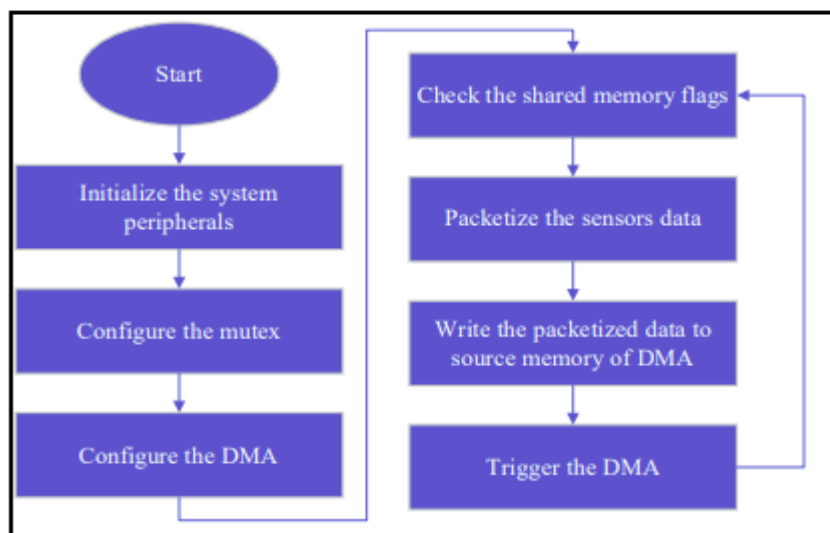 Start
Initialize the system
peripherals
Configure the mutex
Configure the DMA
Check the shared memory flags
Packetize the sensors data
Write the packetized data to
source memory of DMA
Trigger the DMA